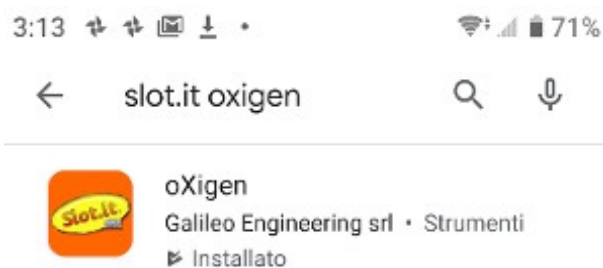 3:13 71%
slot.it oxigen
Slot.it
oXigen
Galileo Engineering srl • Strumenti
Installato